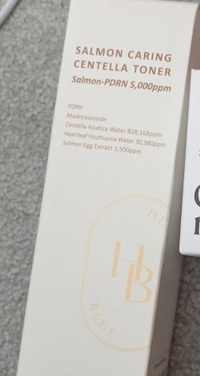 SALMON CARING
CENTELLA TONER
Salmon-PDRN 5,000ppm
PDRN
Madecassoside
Centella Asiatica Water 828,168ppm
Heartleaf Houttuynia Water 30,380ppm
Salmon Egg Extract 1,500ppm
HB
BLUE